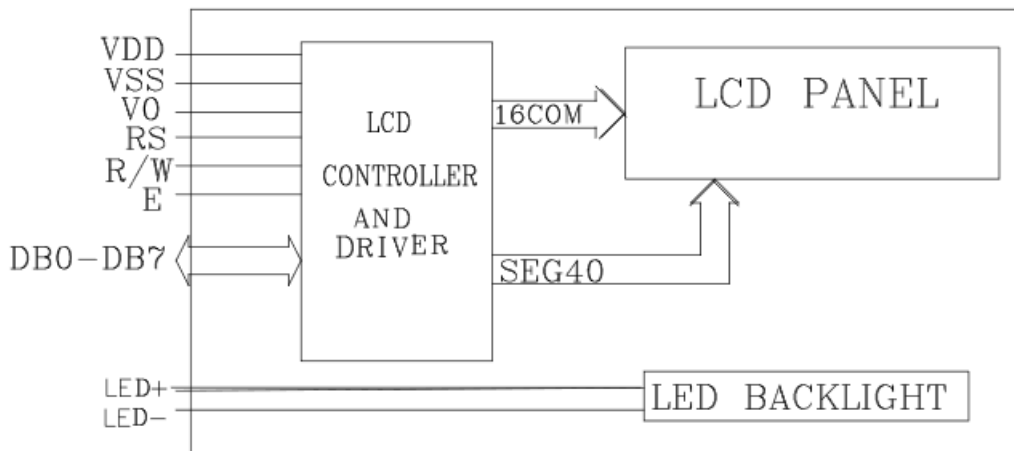 VDD
VSS
VO
RS
R/W
E
DB0-DB7
LCD
CONTROLLER
AND
DRIVER
16COM
SEG40
LCD PANEL
LED+
LED-
LED BACKLIGHT